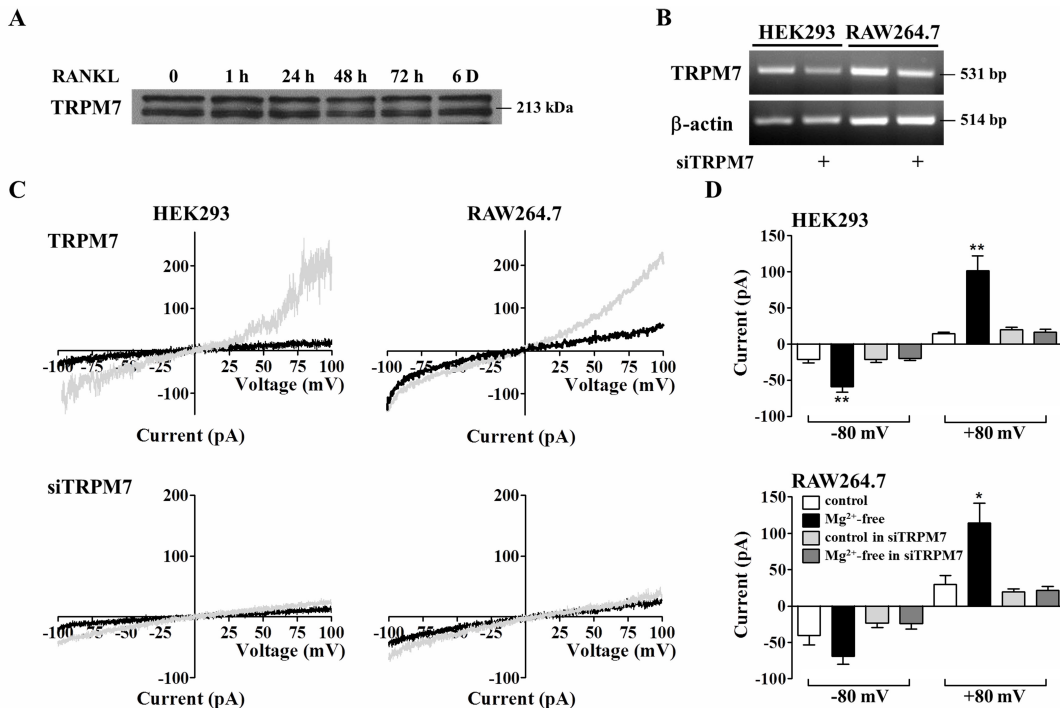 A
RANKL 0 1 h 24 h 48 h 72 h 6 D
TRPM7 213 kDa
B
HEK293 RAW264.7
TRPM7 531 bp
β-actin 514 bp
siTRPM7 + +
C
HEK293 RAW264.7
TRPM7
200
100
-100 -75 -50 -25 25 50 75 100
Voltage (mV)
-100
Current (pA)
200
100
-100 -75 -50 -25 25 50 75 100
Voltage (mV)
-100
Current (pA)
siTRPM7
200
100
-100 -75 -50 -25 25 50 75 100
Voltage (mV)
-100
Current (pA)
200
100
-100 -75 -50 -25 25 50 75 100
Voltage (mV)
-100
Current (pA)
D
HEK293
150
100
50
0
-50
-100
Current (pA)
**
**
-80 mV +80 mV
RAW264.7
150
100
50
0
-50
-100
Current (pA)
control
Mg²⁺-free
control in siTRPM7
Mg²⁺-free in siTRPM7
*
-80 mV +80 mV